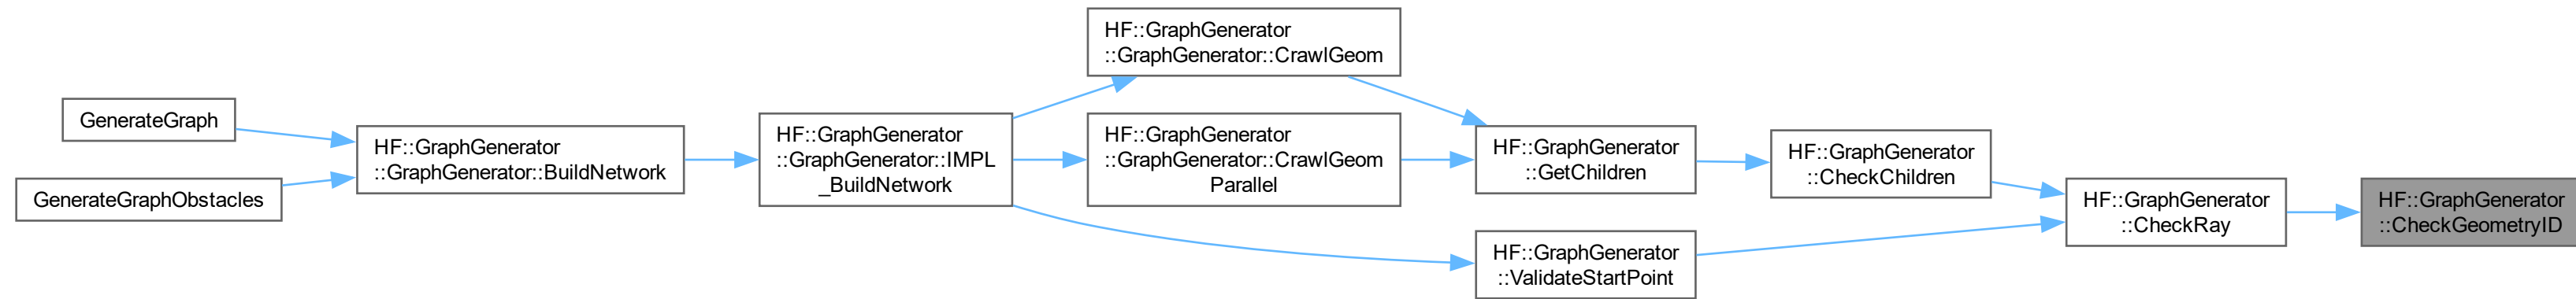 GenerateGraph
GenerateGraphObstacles
HF::GraphGenerator
::GraphGenerator::BuildNetwork
HF::GraphGenerator
::GraphGenerator::IMPL
_BuildNetwork
HF::GraphGenerator
::GraphGenerator::CrawlGeom
HF::GraphGenerator
::GraphGenerator::CrawlGeom
Parallel
HF::GraphGenerator
::GetChildren
HF::GraphGenerator
::ValidateStartPoint
HF::GraphGenerator
::CheckChildren
HF::GraphGenerator
::CheckRay
HF::GraphGenerator
::CheckGeometryID